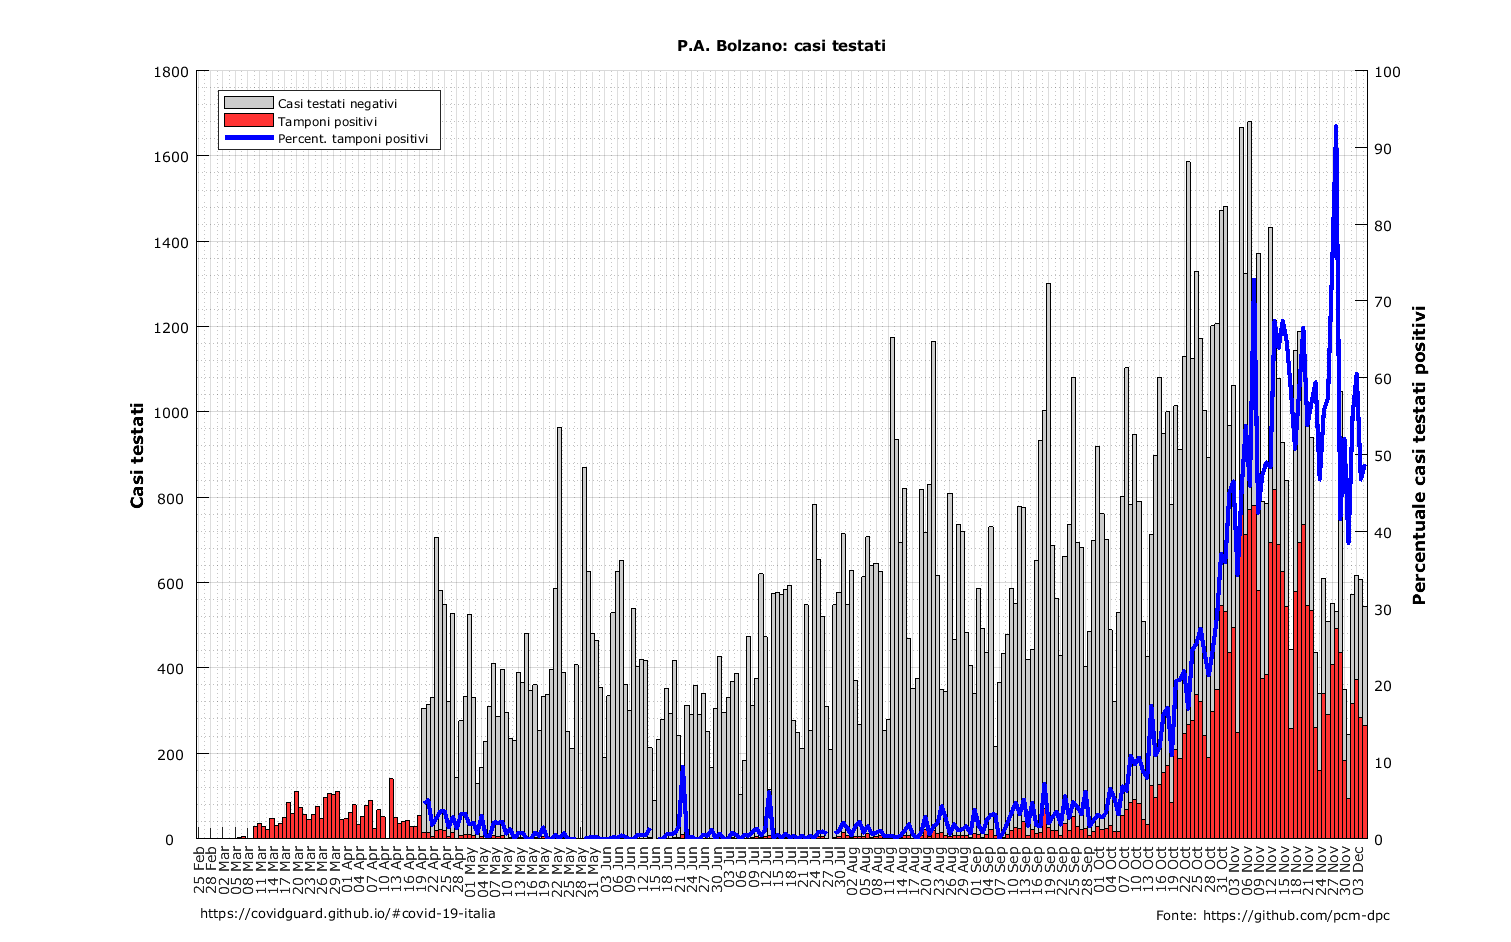 P.A. Bolzano: casi testati
Casi testati negativi
Tamponi positivi
Percent. tamponi positivi
1800
1600
1400
1200
1000
800
600
400
200
0
Casi testati
100
90
80
70
60
50
40
30
20
10
0
Percentuale casi testati positivi
25 Feb
28 Feb
02 Mar
05 Mar
08 Mar
11 Mar
14 Mar
17 Mar
20 Mar
23 Mar
26 Mar
29 Mar
01 Apr
04 Apr
07 Apr
10 Apr
13 Apr
16 Apr
19 Apr
22 Apr
25 Apr
28 Apr
01 May
04 May
07 May
10 May
13 May
16 May
19 May
22 May
25 May
28 May
31 May
03 Jun
06 Jun
09 Jun
12 Jun
15 Jun
18 Jun
21 Jun
24 Jun
27 Jun
30 Jun
03 Jul
06 Jul
09 Jul
12 Jul
15 Jul
18 Jul
21 Jul
24 Jul
27 Jul
30 Jul
02 Aug
05 Aug
08 Aug
11 Aug
14 Aug
17 Aug
20 Aug
23 Aug
26 Aug
29 Aug
01 Sep
04 Sep
07 Sep
10 Sep
13 Sep
16 Sep
19 Sep
22 Sep
25 Sep
28 Sep
01 Oct
04 Oct
07 Oct
10 Oct
13 Oct
16 Oct
19 Oct
22 Oct
25 Oct
28 Oct
31 Oct
03 Nov
06 Nov
09 Nov
12 Nov
15 Nov
18 Nov
21 Nov
24 Nov
27 Nov
30 Nov
03 Dec
https://covidguard.github.io/#covid-19-italia
Fonte: https://github.com/pcm-dpc